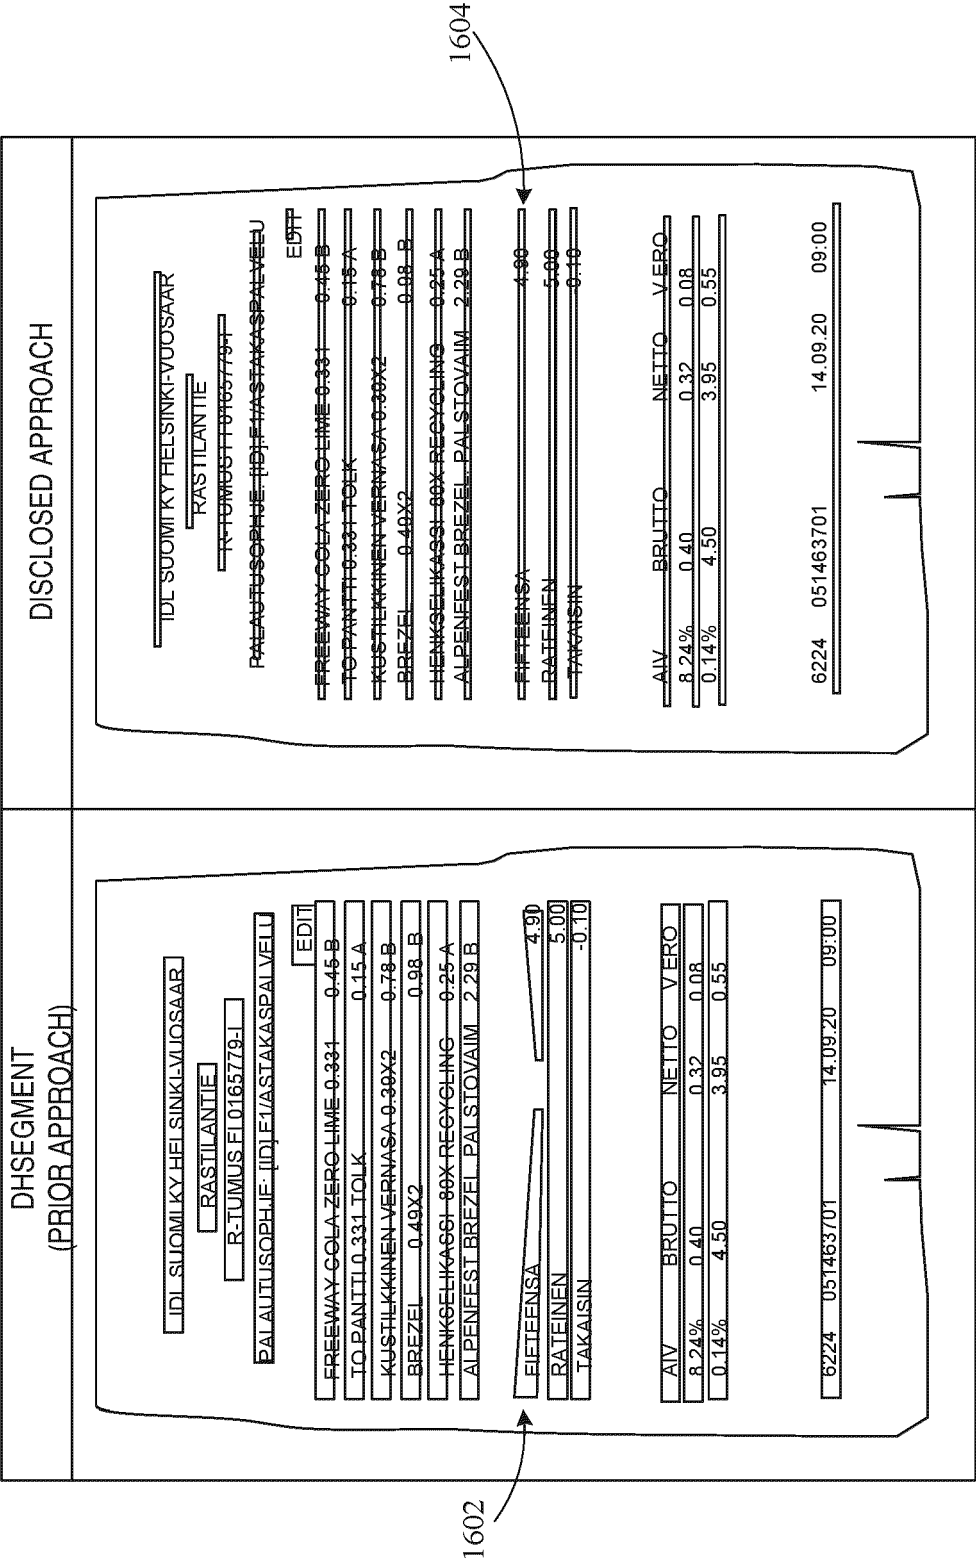 DHSEGMENT
(PRIOR APPROACH)
IDL SUOMI KY HELSINKI-VUOSAAR
RASTILANTIE
R-TUMUS FI 0165779-I
PALAUTUSOPHJE: [ID].F1/ASTAKASPALVELU
EDIT
FREEWAY COLA ZERO LIME 0.331 0.45 B
TO PANTTI 0.331 TOLK 0.15 A
KUSTILKKINEN VERNASA 0.39X2 0.78 B
BREZEL 0.49X2 0.98 B
HENKSELIKASSI 80X RECYCLING 0.25 A
ALPENFEST BREZEL PALSTOVAIM 2.29 B
FIFTEENSA 4.90
RATEINEN 5.00
TAKAISIN -0.10
AIV BRUTTO NETTO VERO
8.24% 0.40 0.32 0.08
0.14% 4.50 3.95 0.55
6224 051463701 14.09.20 09:00
1602
DISCLOSED APPROACH
IDL SUOMI KY HELSINKI-VUOSAAR
RASTILANTIE
R-TUMUS FI 0165779-I
PALAUTUSOPHJE. [ID].F1/ASTAKASPALVELU
EDIT
FREEWAY COLA ZERO LIME 0.331 0.45 B
TO PANTTI 0.331 TOLK 0.15 A
KUSTILKKINEN VERNASA 0.39X2 0.78 B
BREZEL 0.49X2 0.98 B
HENKSELIKASSI 80X RECYCLING 0.25 A
ALPENFEST BREZEL. PALSTOVAIM 2.29 B
FIFTEENSA 4.90
RATEINEN 5.00
TAKAISIN 0.10
AIV BRUTTO NETTO VERO
8.24% 0.40 0.32 0.08
0.14% 4.50 3.95 0.55
6224 051463701 14.09.20 09:00
1604